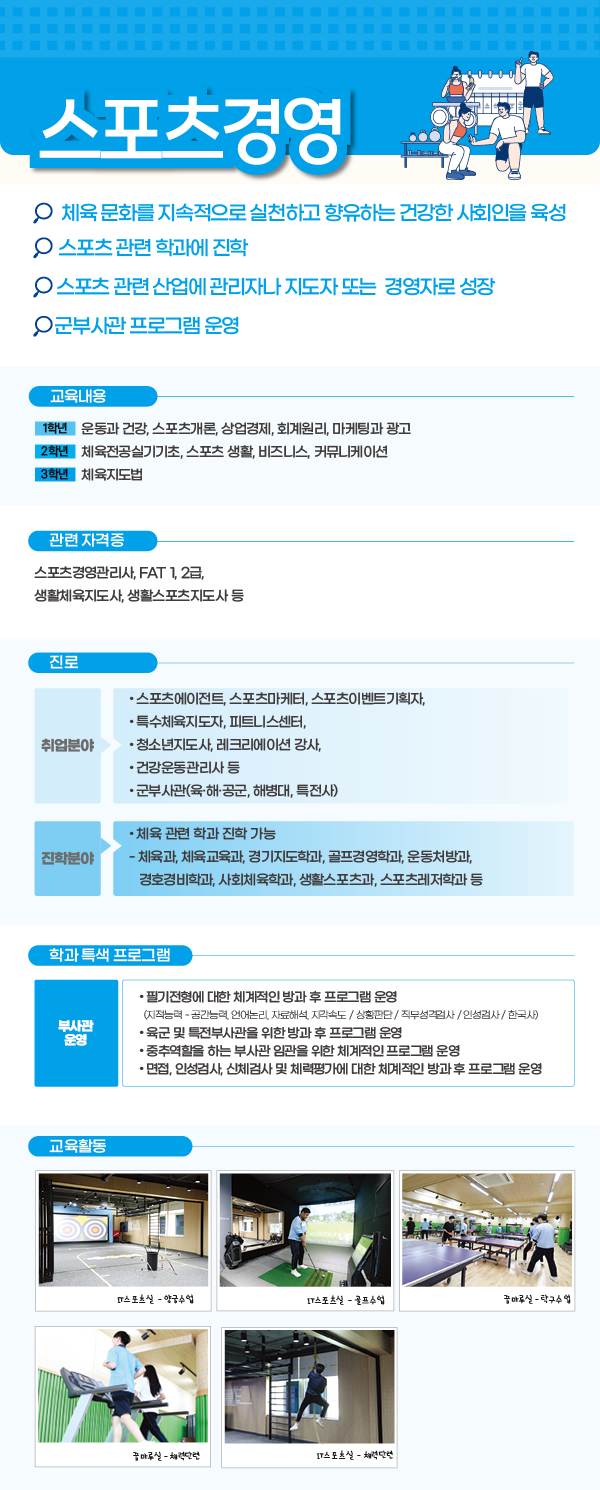 스포츠경영
체육 문화를 지속적으로 실천하고 향유하는 건강한 사회인을 육성
스포츠 관련 학과에 진학
스포츠 관련 산업에 관리자나 지도자 또는 경영자로 성장
군부사관 프로그램 운영
교육내용
1학년 운동과 건강, 스포츠개론, 상업경제, 회계원리, 마케팅과 광고
2학년 체육전공실기기초, 스포츠 생활, 비즈니스, 커뮤니케이션
3학년 체육지도법
관련 자격증
스포츠경영관리사, FAT 1, 2급,
생활체육지도사, 생활스포츠지도사 등
진로
취업분야
• 스포츠에이전트, 스포츠마케터, 스포츠이벤트기획자,
• 특수체육지도자, 피트니스센터,
• 청소년지도사, 레크리에이션 강사,
• 건강운동관리사 등
• 군부사관(육·해·공군, 해병대, 특전사)
진학분야
• 체육 관련 학과 진학 가능
- 체육과, 체육교육과, 경기지도학과, 골프경영학과, 운동처방과,
경호경비학과, 사회체육학과, 생활스포츠과, 스포츠레저학과 등
학과 특색 프로그램
부사관
운영
• 필기전형에 대한 체계적인 방과 후 프로그램 운영
(지적능력 - 공간능력, 언어논리, 자료해석, 지각속도 / 상황판단 / 직무성격검사 / 인성검사 / 한국사)
• 육군 및 특전부사관을 위한 방과 후 프로그램 운영
• 중추역할을 하는 부사관 임관을 위한 체계적인 프로그램 운영
• 면접, 인성검사, 신체검사 및 체력평가에 대한 체계적인 방과 후 프로그램 운영
교육활동
IT스포츠실 - 양궁수업
IT스포츠실 - 골프수업
꿈마루실 - 탁구수업
꿈마루실 - 체력단련
IT스포츠실 - 체력단련